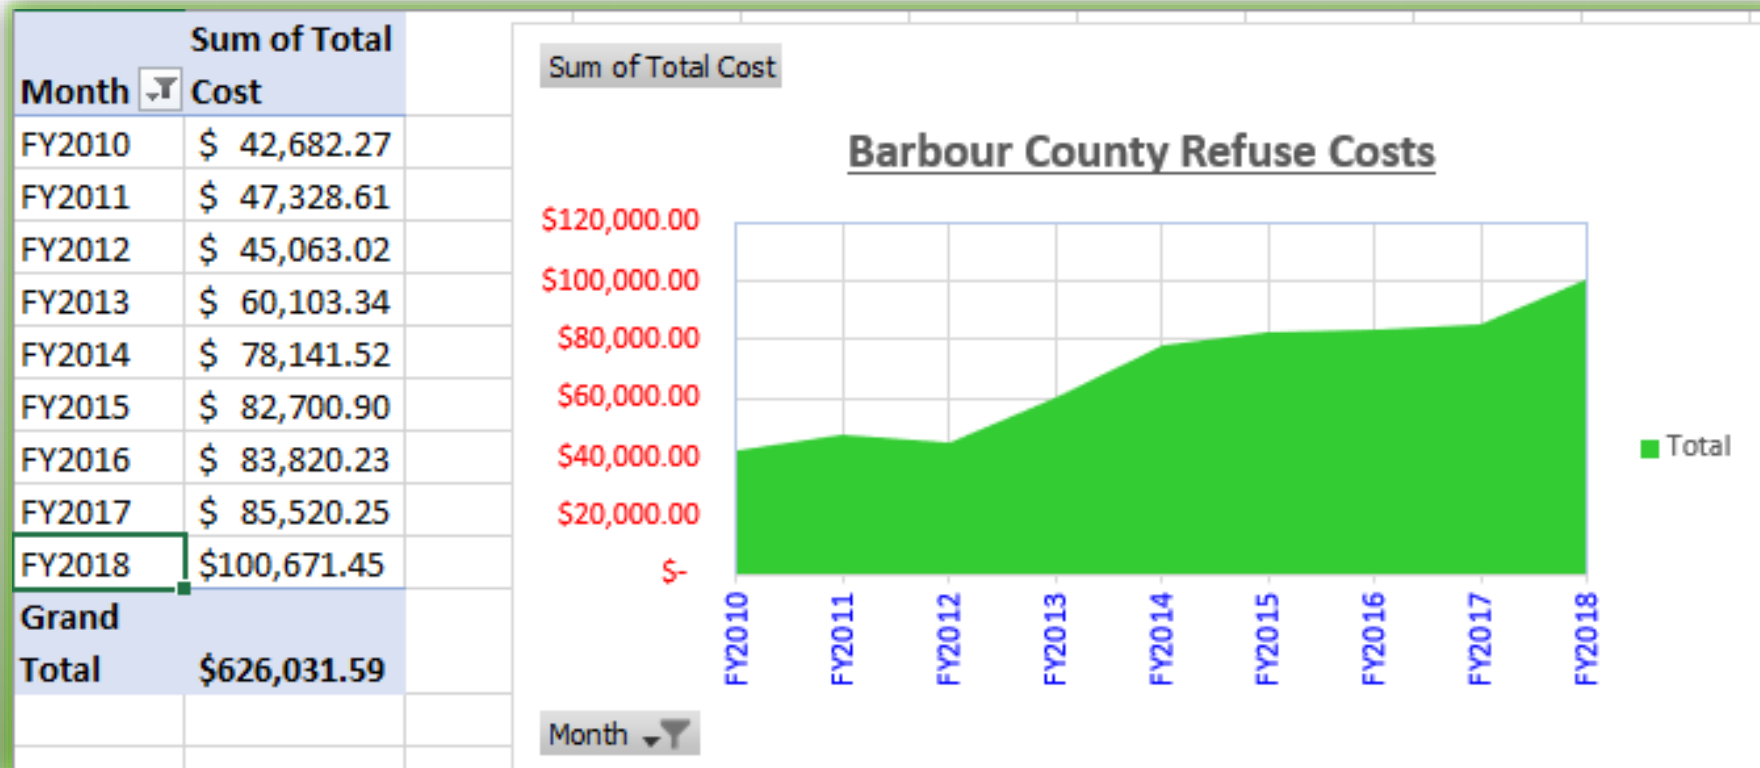 Sum of Total
Month Cost
FY2010 $ 42,682.27
FY2011 $ 47,328.61
FY2012 $ 45,063.02
FY2013 $ 60,103.34
FY2014 $ 78,141.52
FY2015 $ 82,700.90
FY2016 $ 83,820.23
FY2017 $ 85,520.25
FY2018 $100,671.45
Grand
Total $626,031.59
Sum of Total Cost
Barbour County Refuse Costs
$120,000.00
$100,000.00
$80,000.00
$60,000.00
$40,000.00
$20,000.00
$-
FY2010
FY2011
FY2012
FY2013
FY2014
FY2015
FY2016
FY2017
FY2018
Total
Month